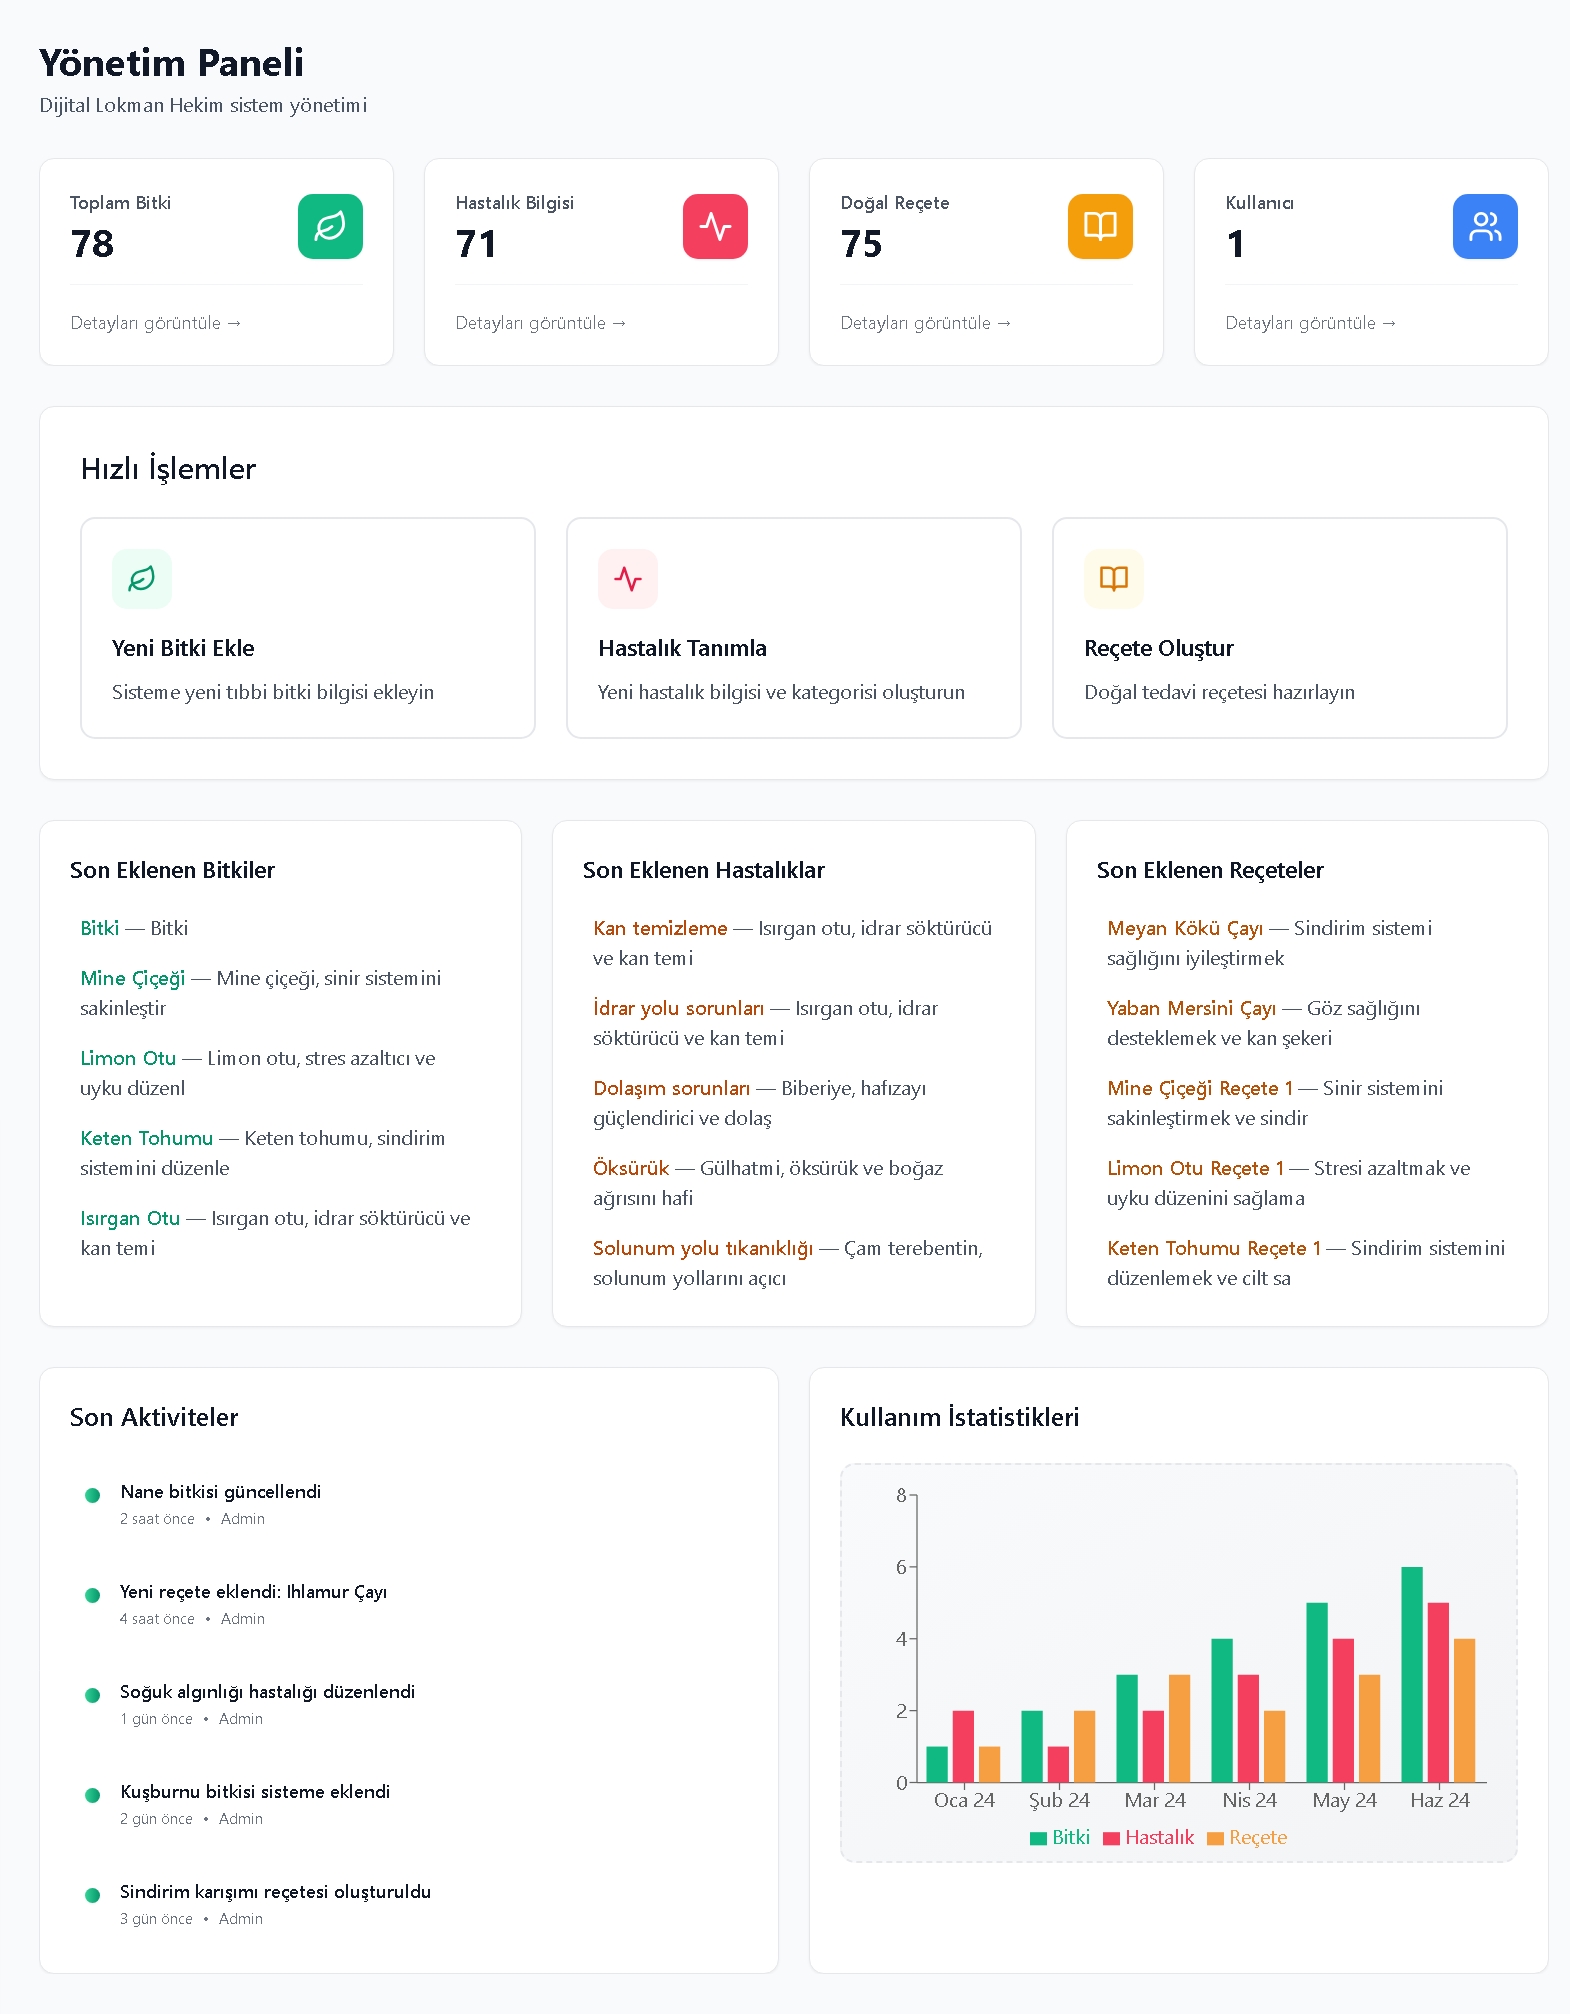 Yönetim Paneli
Dijital Lokman Hekim sistem yönetimi
Toplam Bitki
78
Detayları görüntüle →
Hastalık Bilgisi
71
Detayları görüntüle →
Doğal Reçete
75
Detayları görüntüle →
Kullanıcı
1
Detayları görüntüle →
Hızlı İşlemler
Yeni Bitki Ekle
Sisteme yeni tıbbi bitki bilgisi ekleyin
Hastalık Tanımla
Yeni hastalık bilgisi ve kategorisi oluşturun
Reçete Oluştur
Doğal tedavi reçetesi hazırlayın
Son Eklenen Bitkiler
Bitki — Bitki
Mine Çiçeği — Mine çiçeği, sinir sistemini
sakinleştir
Limon Otu — Limon otu, stres azaltıcı ve
uyku düzenl
Keten Tohumu — Keten tohumu, sindirim
sistemini düzenle
Isırgan Otu — Isırgan otu, idrar söktürücü ve
kan temi
Son Eklenen Hastalıklar
Kan temizleme — Isırgan otu, idrar söktürücü
ve kan temi
İdrar yolu sorunları — Isırgan otu, idrar
söktürücü ve kan temi
Dolaşım sorunları — Biberiye, hafızayı
güçlendirici ve dolaş
Öksürük — Gülhatmi, öksürük ve boğaz
ağrısını hafi
Solunum yolu tıkanıklığı — Çam terebentin,
solunum yollarını açıcı
Son Eklenen Reçeteler
Meyan Kökü Çayı — Sindirim sistemi
sağlığını iyileştirmek
Yaban Mersini Çayı — Göz sağlığını
desteklemek ve kan şekeri
Mine Çiçeği Reçete 1 — Sinir sistemini
sakinleştirmek ve sindir
Limon Otu Reçete 1 — Stresi azaltmak ve
uyku düzenini sağlama
Keten Tohumu Reçete 1 — Sindirim sistemini
düzenlemek ve cilt sa
Son Aktiviteler
Nane bitkisi güncellendi
2 saat önce • Admin
Yeni reçete eklendi: Ihlamur Çayı
4 saat önce • Admin
Soğuk algınlığı hastalığı düzenlendi
1 gün önce • Admin
Kuşburnu bitkisi sisteme eklendi
2 gün önce • Admin
Sindirim karışımı reçetesi oluşturuldu
3 gün önce • Admin
Kullanım İstatistikleri
8
6
4
2
0
Oca 24 Şub 24 Mar 24 Nis 24 May 24 Haz 24
Bitki Hastalık Reçete